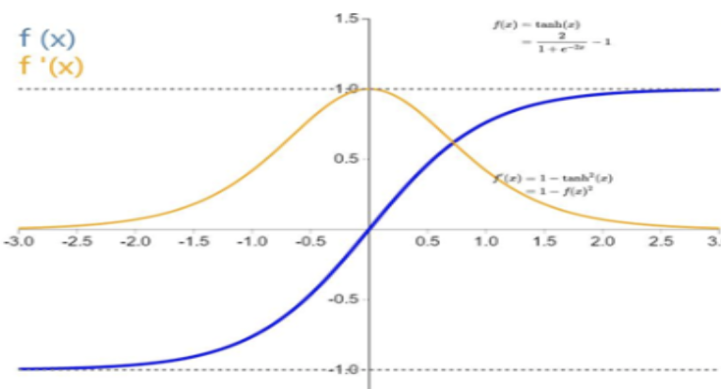 1.5
f(x) = tanh(x)
= 2 / (1 + e^{-2x}) - 1
f (x)
f '(x)
1.0
0.5
f'(x) = 1 - tanh²(x)
= 1 - f(x)²
-3.0 -2.5 -2.0 -1.5 -1.0 -0.5 0.5 1.0 1.5 2.0 2.5 3.
-0.5
-1.0